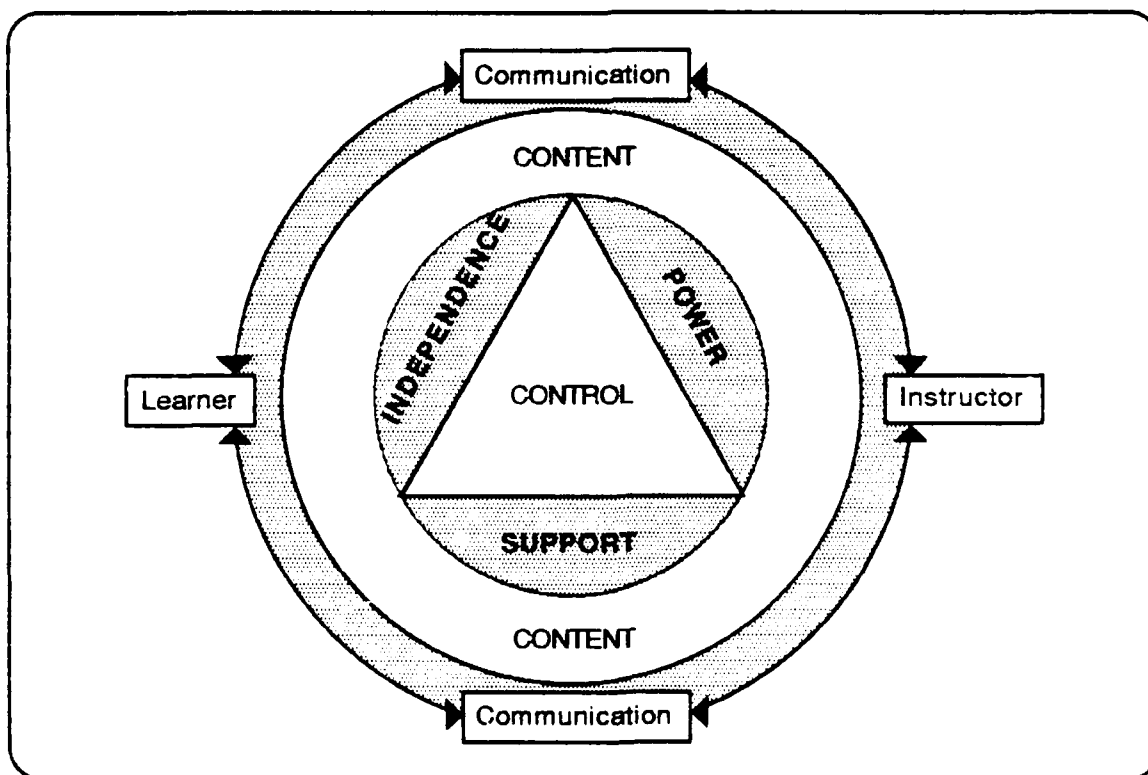 Communication
CONTENT
INDEPENDENCE
POWER
Learner
CONTROL
Instructor
SUPPORT
CONTENT
Communication